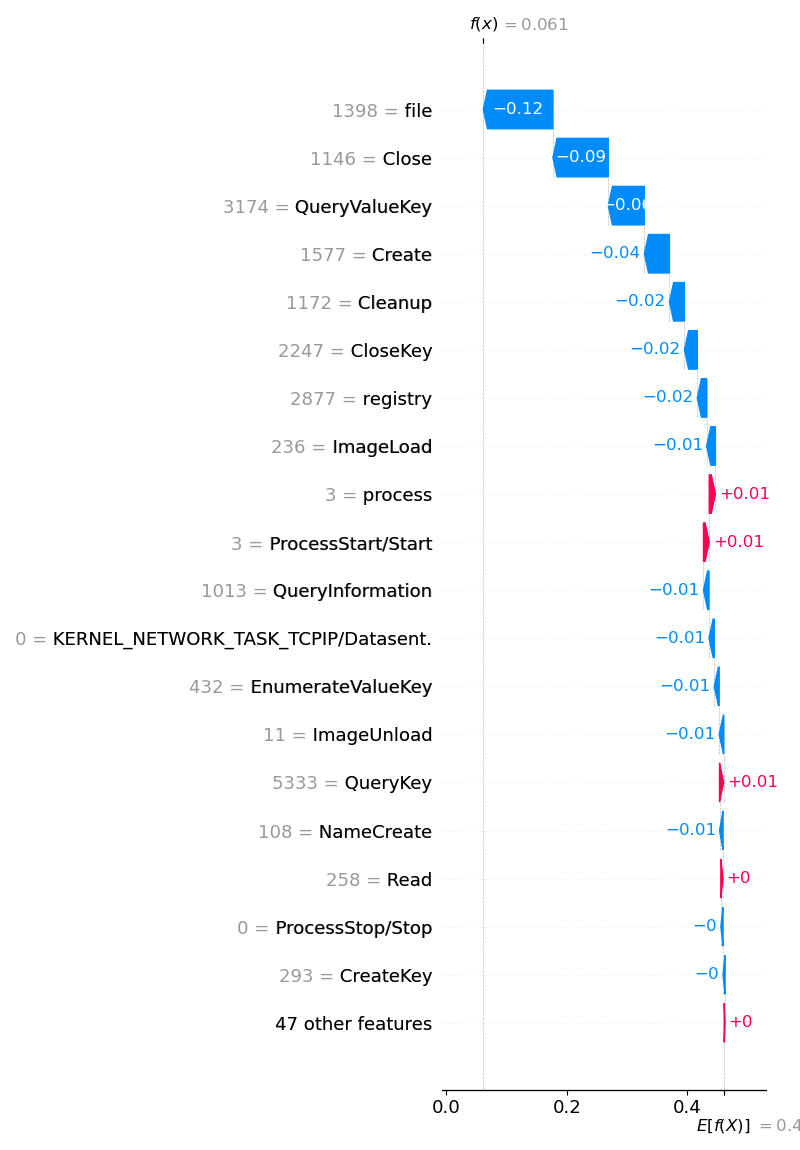 f(x) = 0.061
1398 = file
−0.12
1146 = Close
−0.09
3174 = QueryValueKey
−0.06
1577 = Create
−0.04
1172 = Cleanup
−0.02
2247 = CloseKey
−0.02
2877 = registry
−0.02
236 = ImageLoad
−0.01
3 = process
+0.01
3 = ProcessStart/Start
+0.01
1013 = QueryInformation
−0.01
0 = KERNEL_NETWORK_TASK_TCPIP/Datasent.
−0.01
432 = EnumerateValueKey
−0.01
11 = ImageUnload
−0.01
5333 = QueryKey
+0.01
108 = NameCreate
−0.01
258 = Read
+0
0 = ProcessStop/Stop
−0
293 = CreateKey
−0
47 other features
+0
0.0 0.2 0.4
E[f(X)] = 0.4